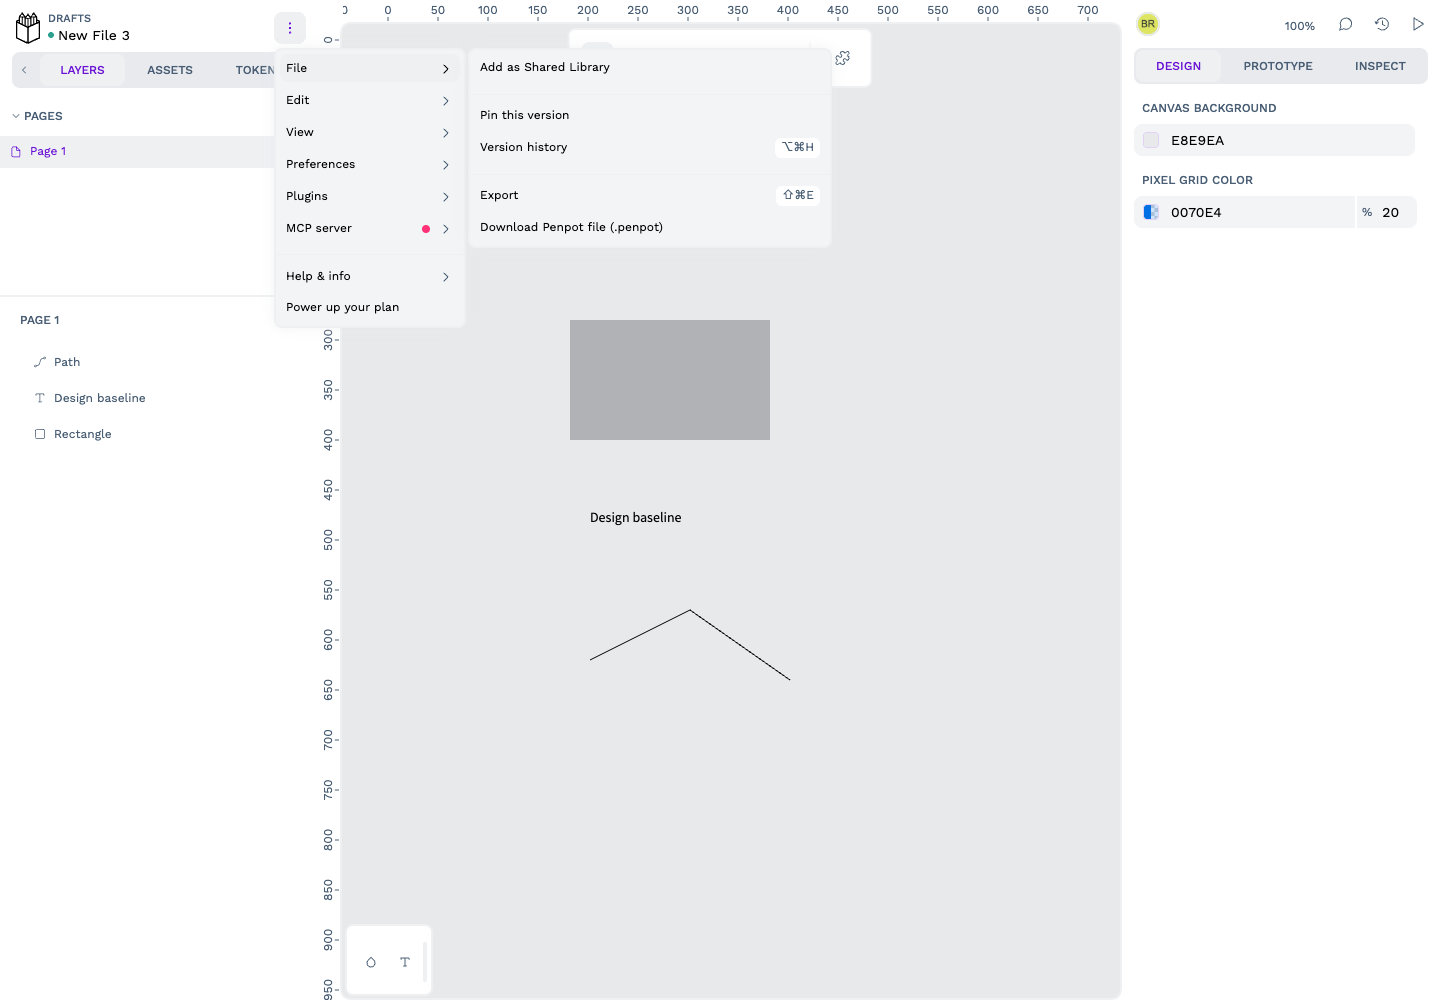 DRAFTS
New File 3
LAYERS
ASSETS
TOKEN
PAGES
Page 1
PAGE 1
Path
Design baseline
Rectangle
File
Edit
View
Preferences
Plugins
MCP server
Help & info
Power up your plan
Add as Shared Library
Pin this version
Version history ⌥⌘H
Export ⇧⌘E
Download Penpot file (.penpot)
0 0 50 100 150 200 250 300 350 400 450 500 550 600 650 700
0
300
350
400
450
500
550
600
650
700
750
800
850
900
950
Design baseline
BR
100%
DESIGN
PROTOTYPE
INSPECT
CANVAS BACKGROUND
E8E9EA
PIXEL GRID COLOR
0070E4 % 20